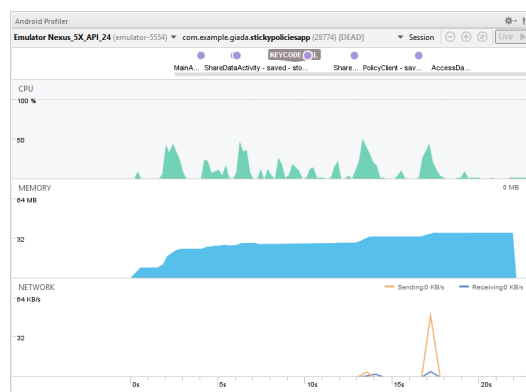 Android Profiler
Emulator Nexus_5X_API_24 (emulator-5554) com.example.giada.stickypoliciesapp (28774) [DEAD] Session Live
MainA... ShareDataActivity - saved - sto... Share... PolicyClient - sav... AccessDa...
CPU
100 %
50
MEMORY 0 MB
64 MB
32
NETWORK Sending:0 KB/s Receiving:0 KB/s
64 KB/s
32
0s 5s 10s 15s 20s